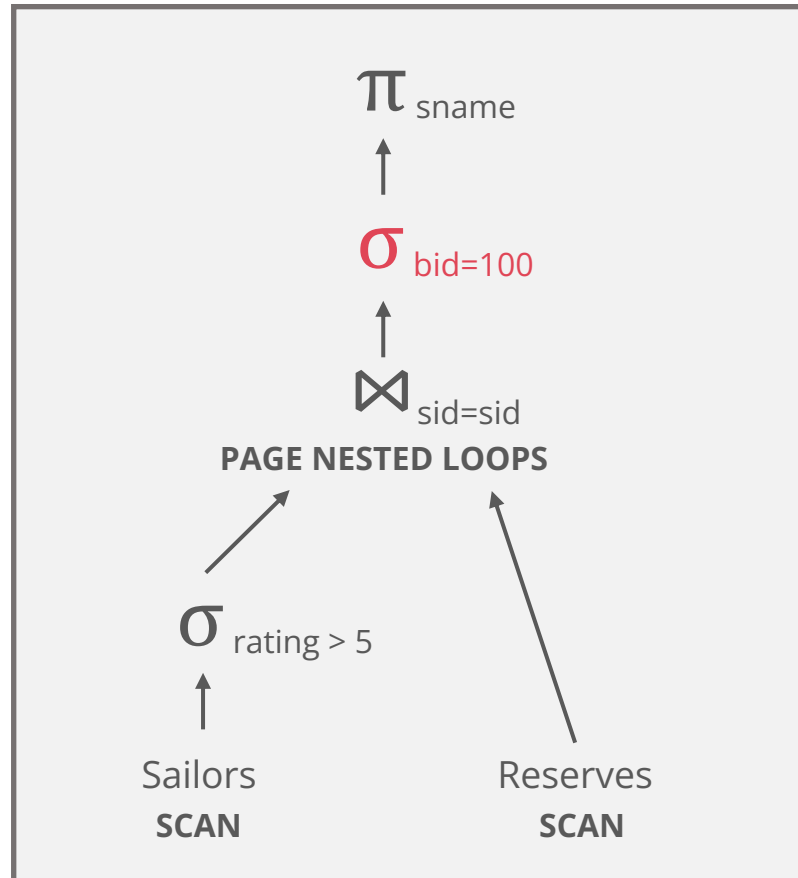 π sname
σ bid=100
⋈ sid=sid
PAGE NESTED LOOPS
σ rating > 5
Sailors Reserves
SCAN SCAN